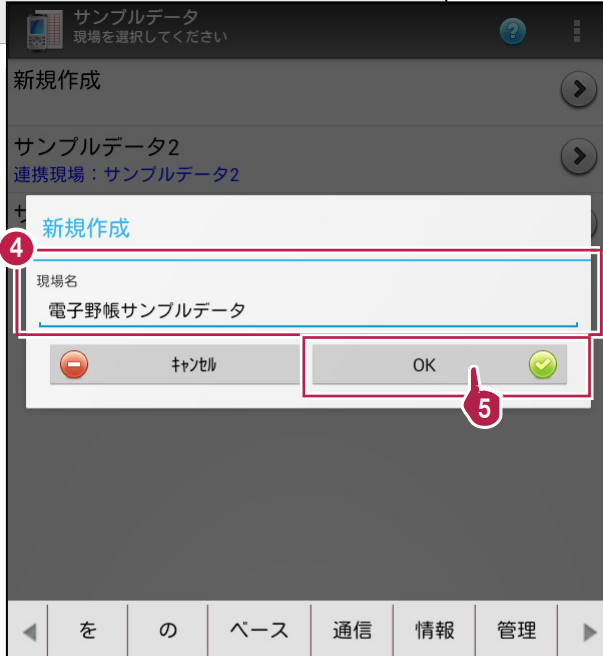 サンプルデータ
現場を選択してください
?
新規作成
サンプルデータ2
連携現場：サンプルデータ2
サ
新規作成
4
現場名
電子野帳サンプルデータ
ｷｬﾝｾﾙ
OK
5
を
の
ベース
通信
情報
管理